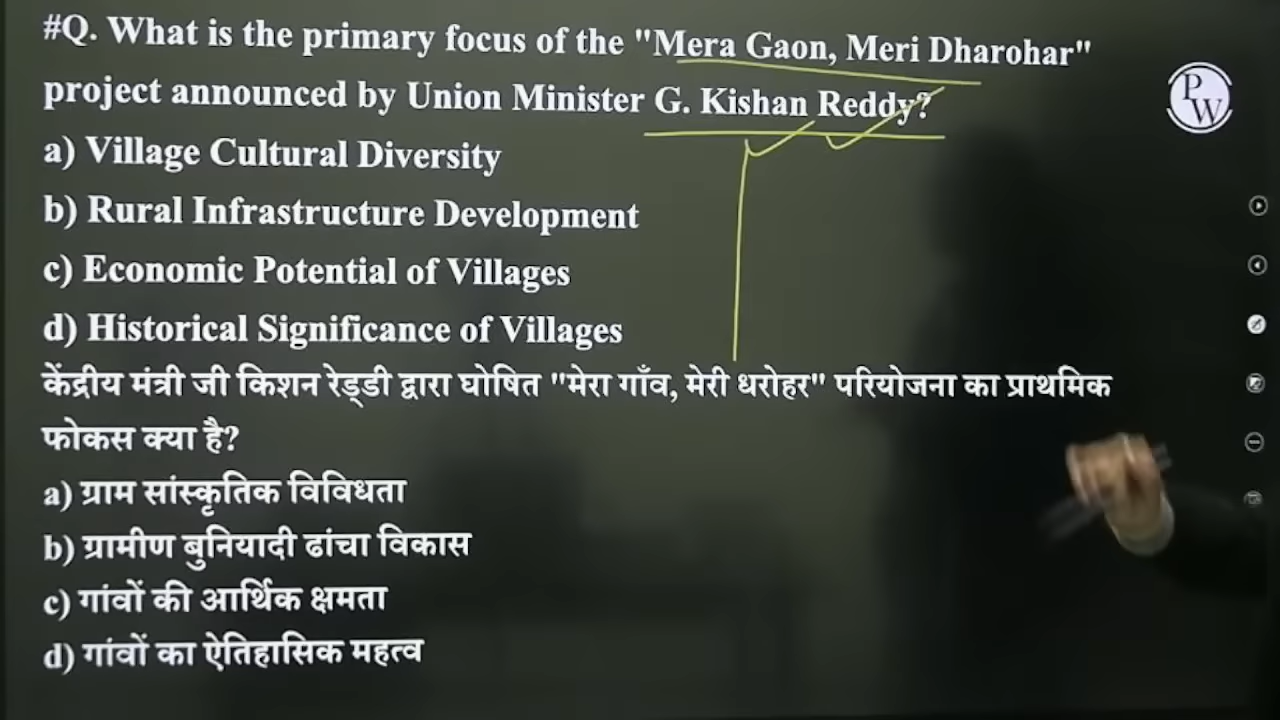 #Q. What is the primary focus of the "Mera Gaon, Meri Dharohar"
project announced by Union Minister G. Kishan Reddy?
a) Village Cultural Diversity
b) Rural Infrastructure Development
c) Economic Potential of Villages
d) Historical Significance of Villages
केंद्रीय मंत्री जी किशन रेड्डी द्वारा घोषित "मेरा गाँव, मेरी धरोहर" परियोजना का प्राथमिक
फोकस क्या है?
a) ग्राम सांस्कृतिक विविधता
b) ग्रामीण बुनियादी ढांचा विकास
c) गांवों की आर्थिक क्षमता
d) गांवों का ऐतिहासिक महत्व
PW